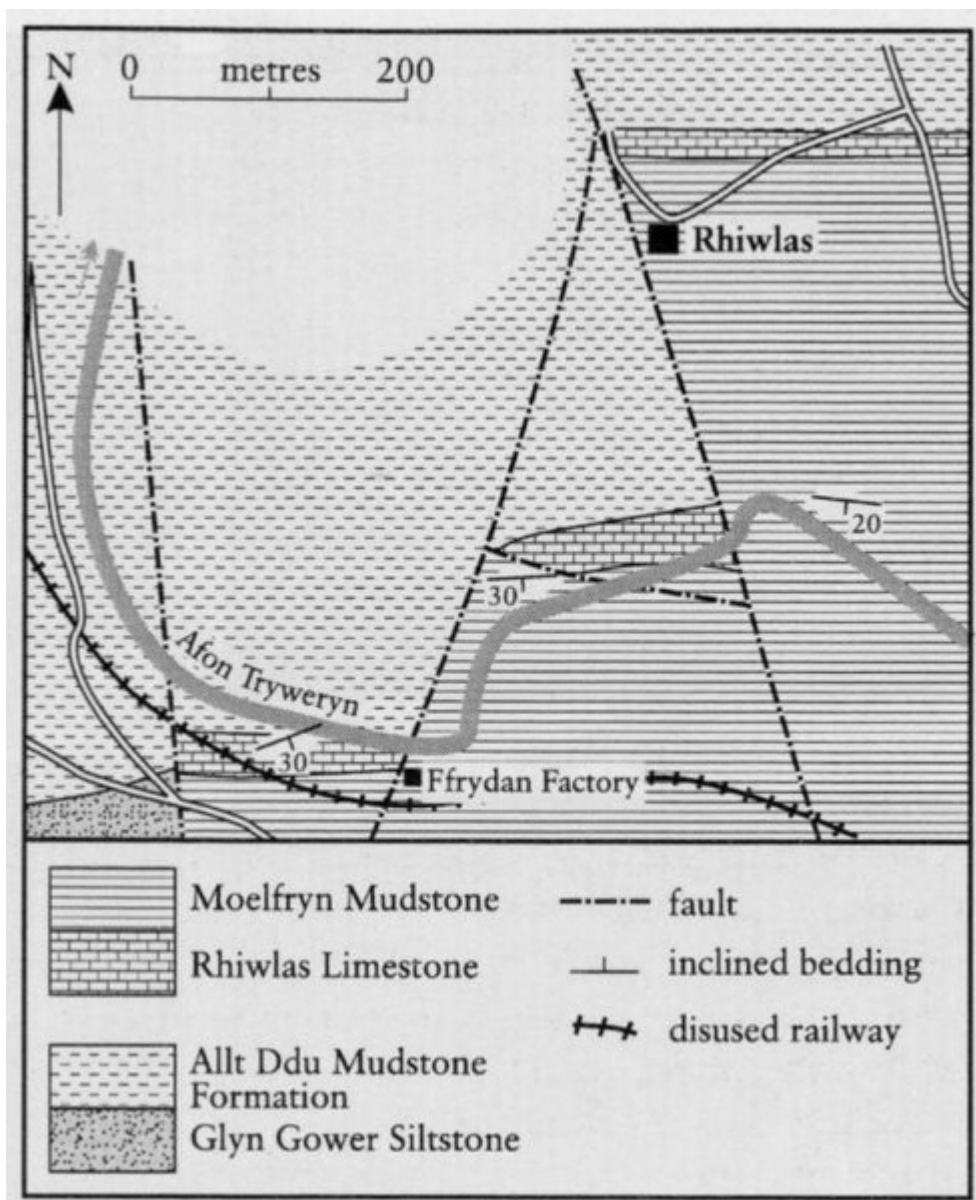 N 0 metres 200
Rhiwlas
20
30
Afon Tryweryn
30
Ffrydan Factory
Moelfryn Mudstone
Rhiwlas Limestone
Allt Ddu Mudstone
Formation
Glyn Gower Siltstone
fault
inclined bedding
disused railway